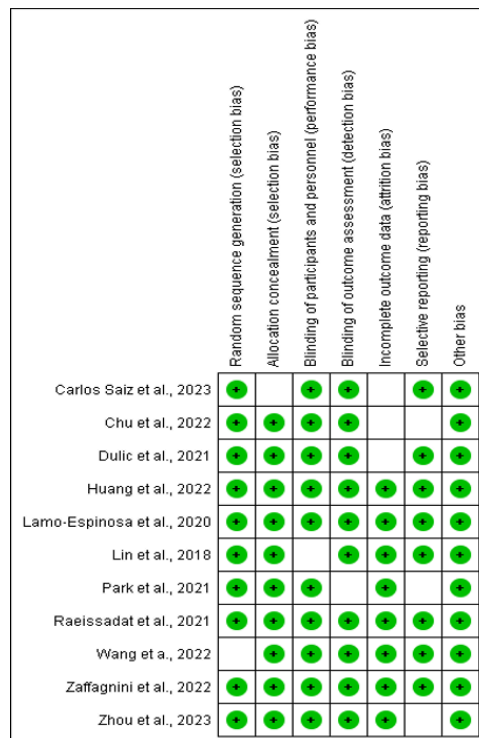 Random sequence generation (selection bias)
Allocation concealment (selection bias)
Blinding of participants and personnel (performance bias)
Blinding of outcome assessment (detection bias)
Incomplete outcome data (attrition bias)
Selective reporting (reporting bias)
Other bias
Carlos Saiz et al., 2023 + + + + +
Chu et al., 2022 + + + + +
Dulic et al., 2021 + + + + + +
Huang et al., 2022 + + + + + + +
Lamo-Espinosa et al., 2020 + + + + + + +
Lin et al., 2018 + + + + + +
Park et al., 2021 + + + + +
Raeissadat et al., 2021 + + + + + + +
Wang et a., 2022 + + + + + +
Zaffagnini et al., 2022 + + + + + + +
Zhou et al., 2023 + + + + + +